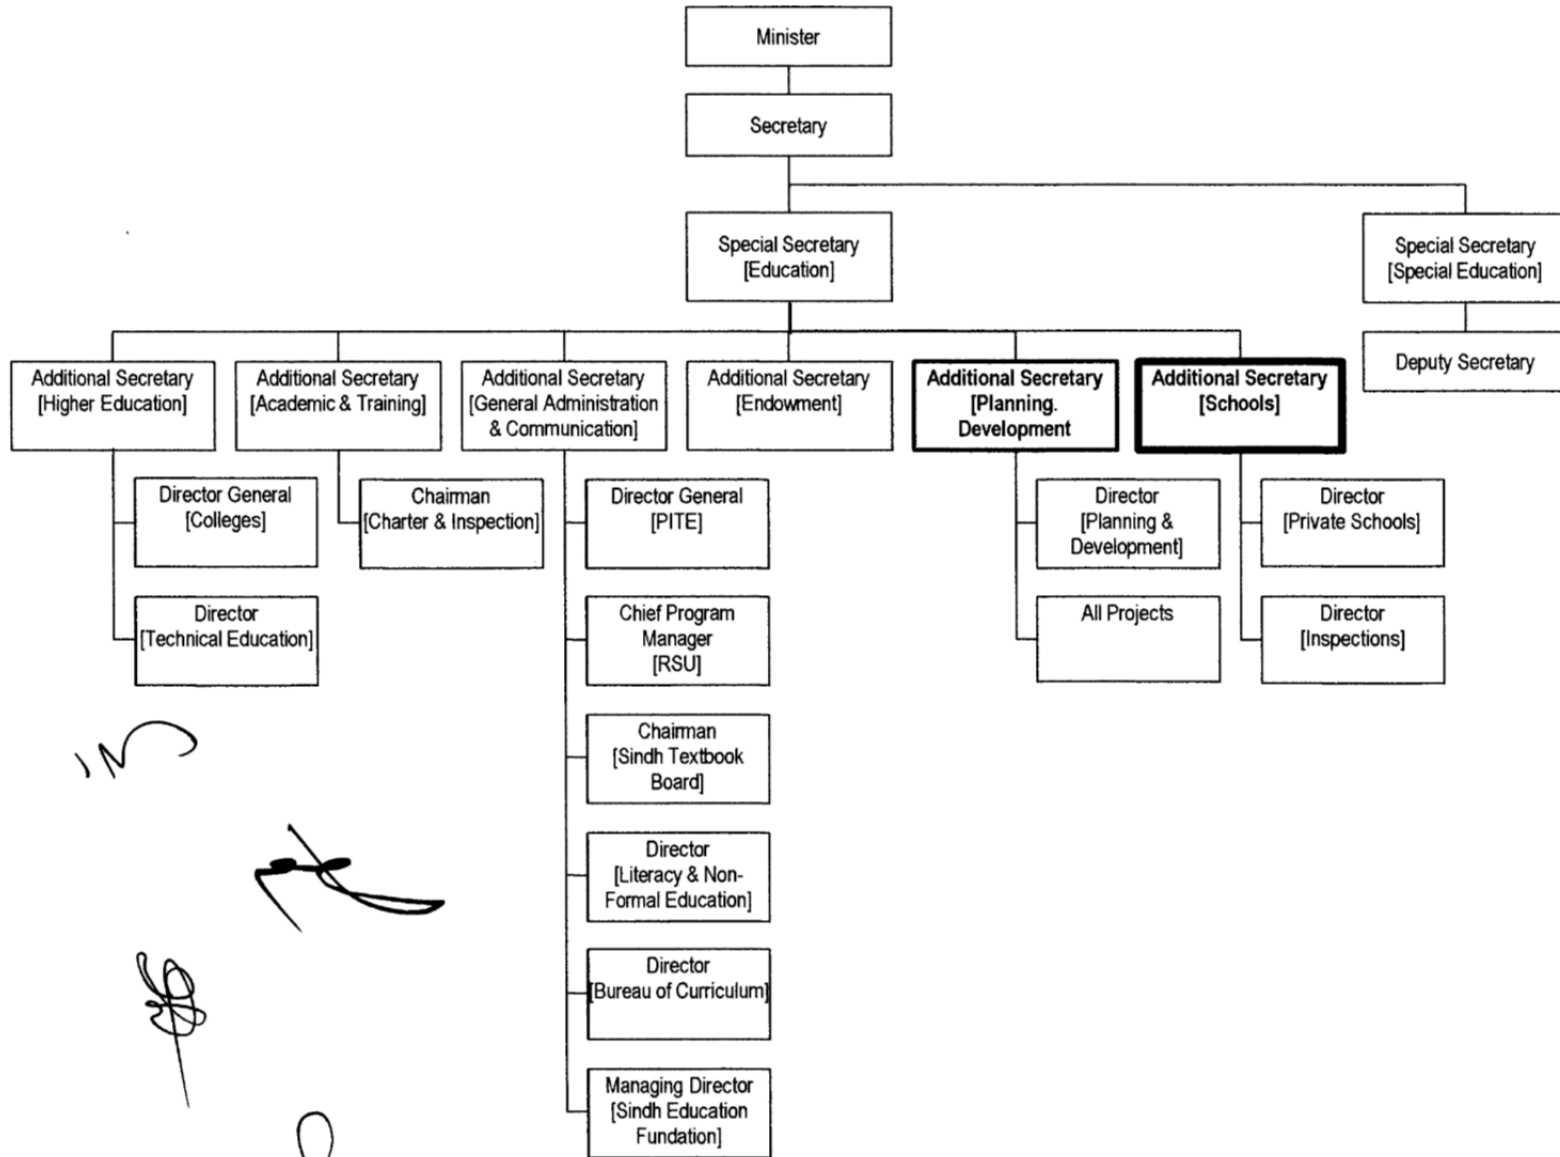 Minister
Secretary
Special Secretary
[Education]
Special Secretary
[Special Education]
Deputy Secretary
Additional Secretary
[Higher Education]
Additional Secretary
[Academic & Training]
Additional Secretary
[General Administration
& Communication]
Additional Secretary
[Endowment]
Additional Secretary
[Planning.
Development
Additional Secretary
[Schools]
Director General
[Colleges]
Director
[Technical Education]
Chairman
[Charter & Inspection]
Director General
[PITE]
Chief Program
Manager
[RSU]
Chairman
[Sindh Textbook
Board]
Director
[Literacy & Non-
Formal Education]
Director
[Bureau of Curriculum]
Managing Director
[Sindh Education
Fundation]
Director
[Planning &
Development]
All Projects
Director
[Private Schools]
Director
[Inspections]